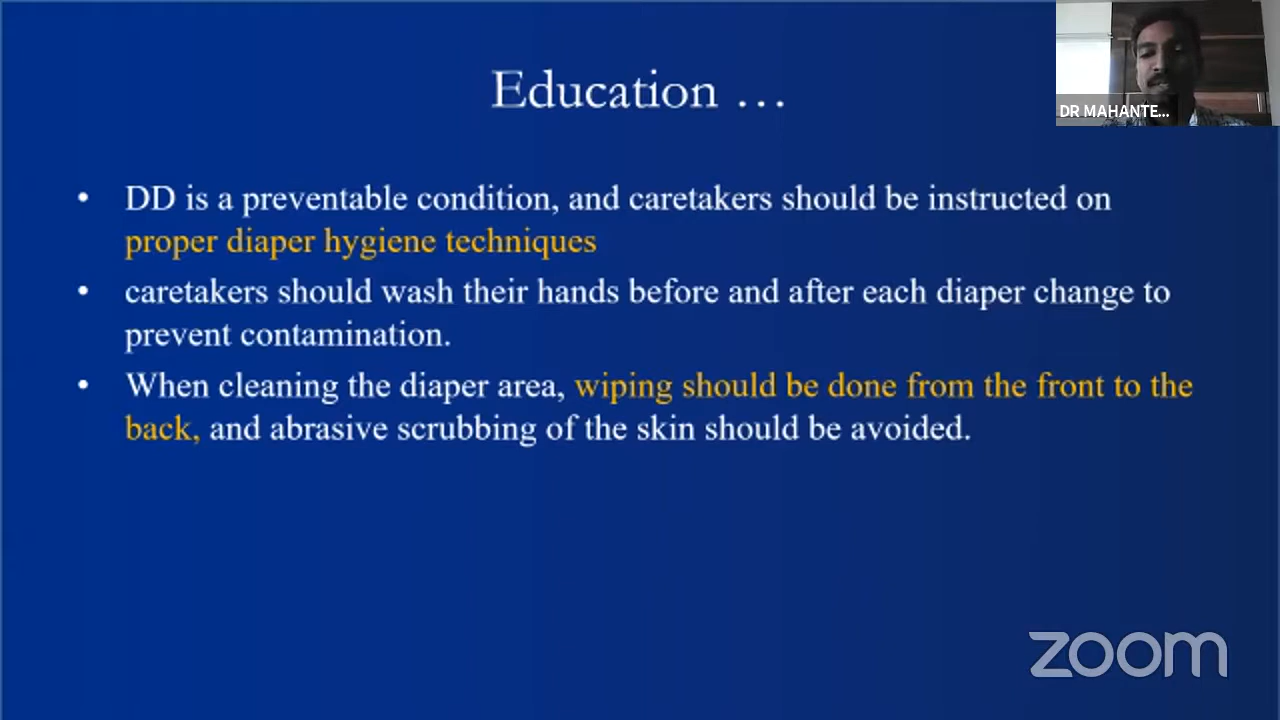 Education ...
DR MAHANTE...
• DD is a preventable condition, and caretakers should be instructed on
proper diaper hygiene techniques
• caretakers should wash their hands before and after each diaper change to
prevent contamination.
• When cleaning the diaper area, wiping should be done from the front to the
back, and abrasive scrubbing of the skin should be avoided.
zoom